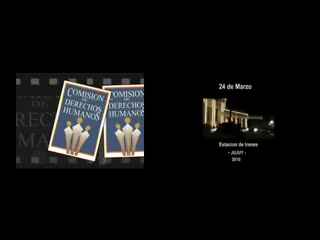 COMISION
DE
DERECHOS
HUMANOS
COMISION
DE
DERECHOS
HUMANOS
24 de Marzo
Estacion de trenes
- JUJUY -
2010